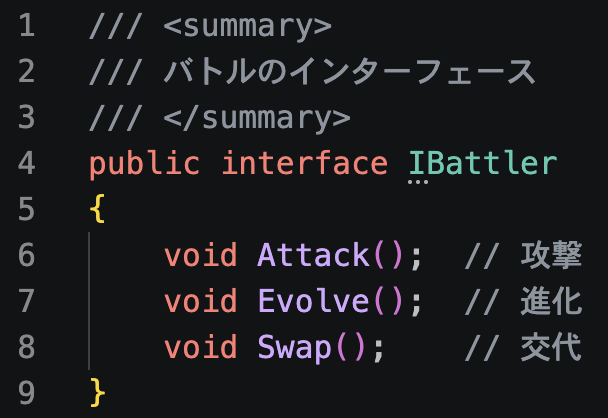 1 /// <summary>
2 /// バトルのインターフェース
3 /// </summary>
4 public interface IBattler
5 {
6     void Attack();  // 攻撃
7     void Evolve();  // 進化
8     void Swap();    // 交代
9 }